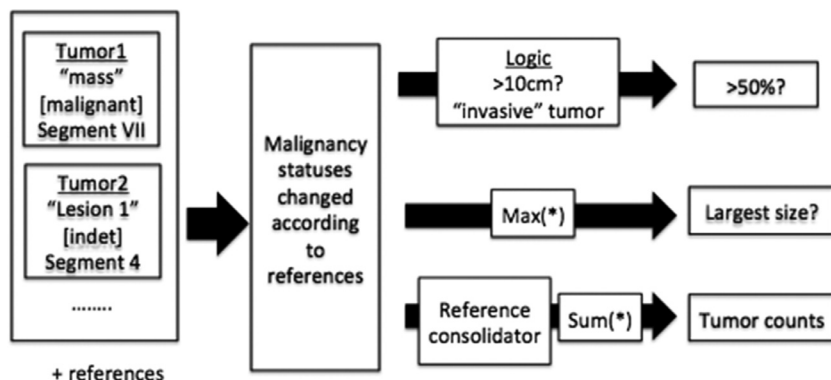 Tumor1
“mass”
[malignant]
Segment VII
Tumor2
“Lesion 1”
[indet]
Segment 4
........
+ references
Malignancy
statuses
changed
according
to
references
Logic
>10cm?
“invasive” tumor
>50%?
Max(*)
Largest size?
Reference
consolidator
Sum(*)
Tumor counts